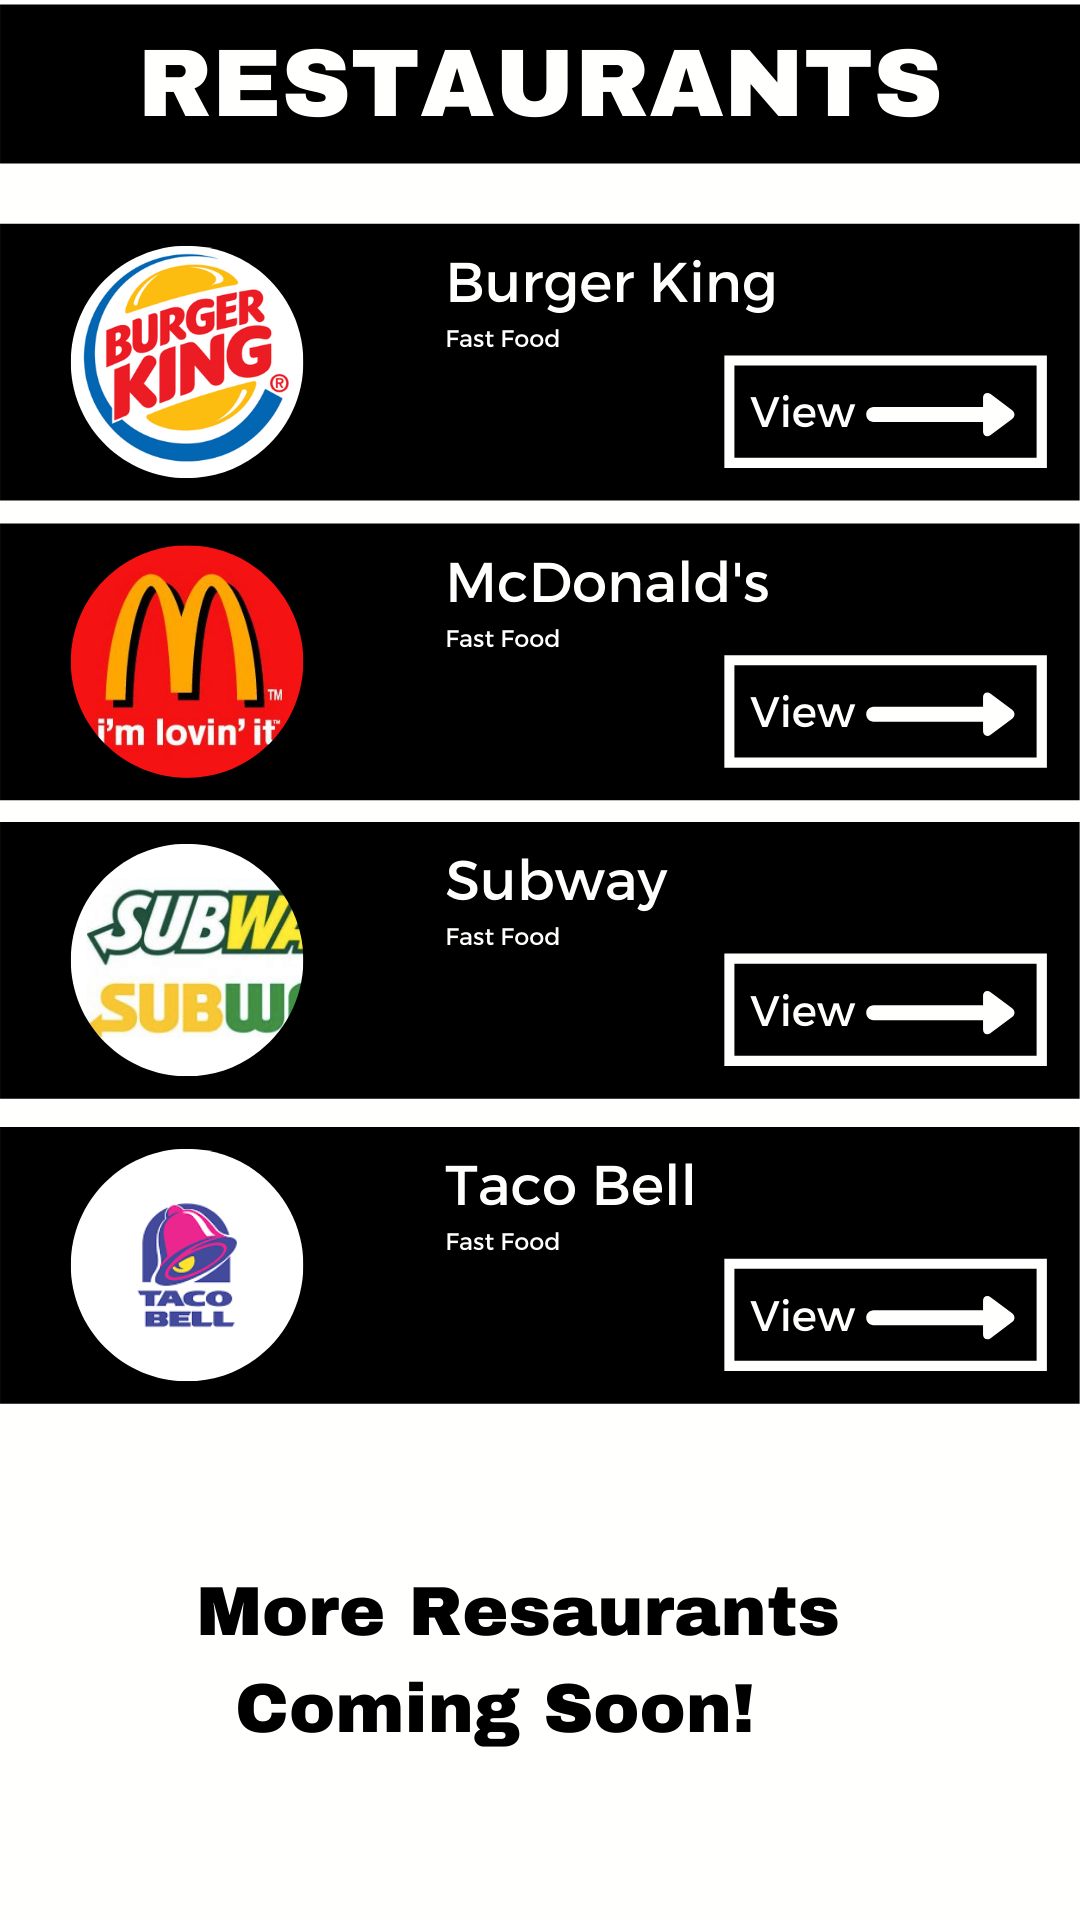 RESTAURANTS
BURGER
KING
®
Burger King
Fast Food
View
TM
i'm lovin' it™
McDonald's
Fast Food
View
SUBWA
SUBW
Subway
Fast Food
View
TACO
BELL
Taco Bell
Fast Food
View
More Resaurants
Coming Soon!